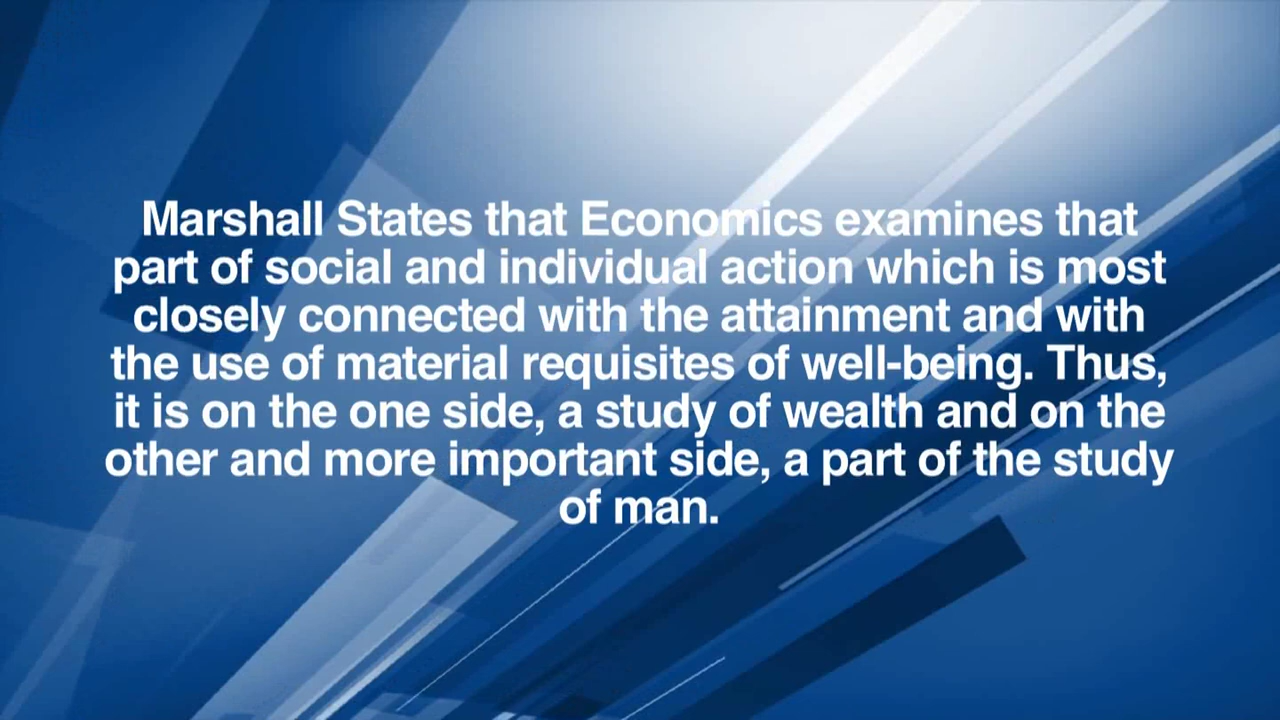 Marshall States that Economics examines that
part of social and individual action which is most
closely connected with the attainment and with
the use of material requisites of well-being. Thus,
it is on the one side, a study of wealth and on the
other and more important side, a part of the study
of man.